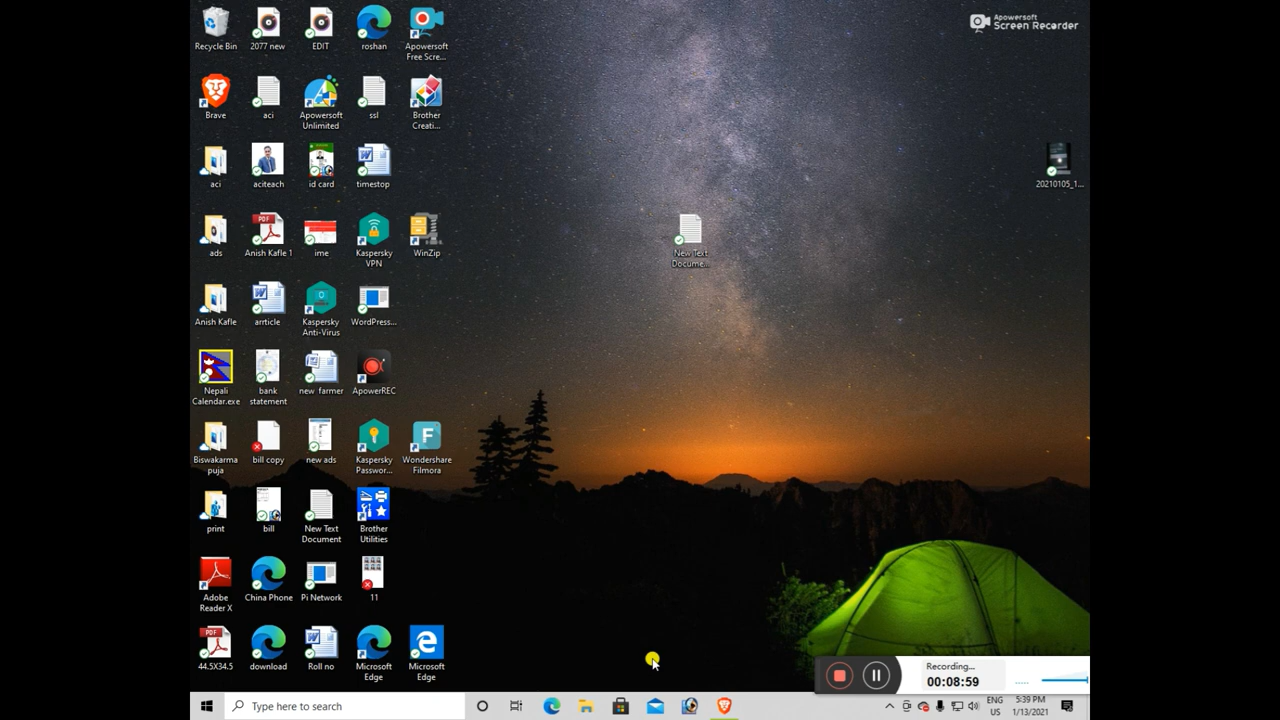 Apowersoft
Screen Recorder
Recycle Bin
2077 new
EDIT
roshan
Apowersoft
Free Scre...
Brave
aci
Apowersoft
Unlimited
ssl
Brother
Creati...
aci
aciteach
id card
timestop
20210105_1...
ads
Anish Kafle 1
ime
Kaspersky
VPN
WinZip
New Text
Docume...
Anish Kafle
arrticle
Kaspersky
Anti-Virus
WordPress...
Nepali
Calendar.exe
bank
statement
new farmer
ApowerREC
Biswakarma
puja
bill copy
new ads
Kaspersky
Passwor...
Wondershare
Filmora
print
bill
New Text
Document
Brother
Utilities
Adobe
Reader X
China Phone
Pi Network
11
44.5X34.5
download
Roll no
Microsoft
Edge
Microsoft
Edge
Recording...
00:08:59
Type here to search
ENG
US
5:39 PM
1/13/2021